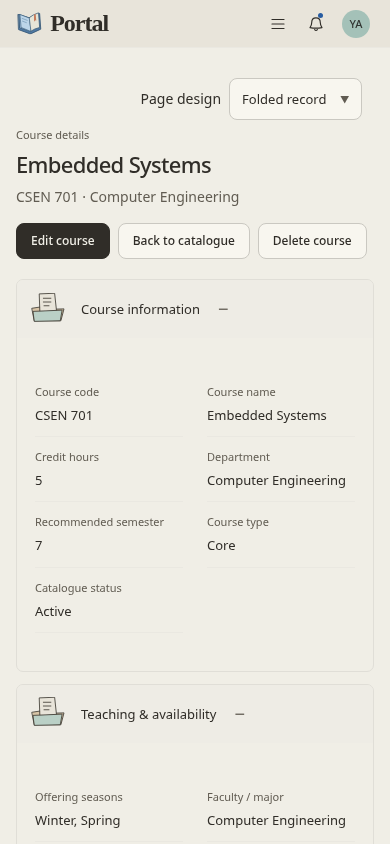 Portal
YA
Page design
Folded record
Course details
Embedded Systems
CSEN 701 · Computer Engineering
Edit course
Back to catalogue
Delete course
Course information
Course code
Course name
CSEN 701
Embedded Systems
Credit hours
Department
5
Computer Engineering
Recommended semester
Course type
7
Core
Catalogue status
Active
Teaching & availability
Offering seasons
Faculty / major
Winter, Spring
Computer Engineering